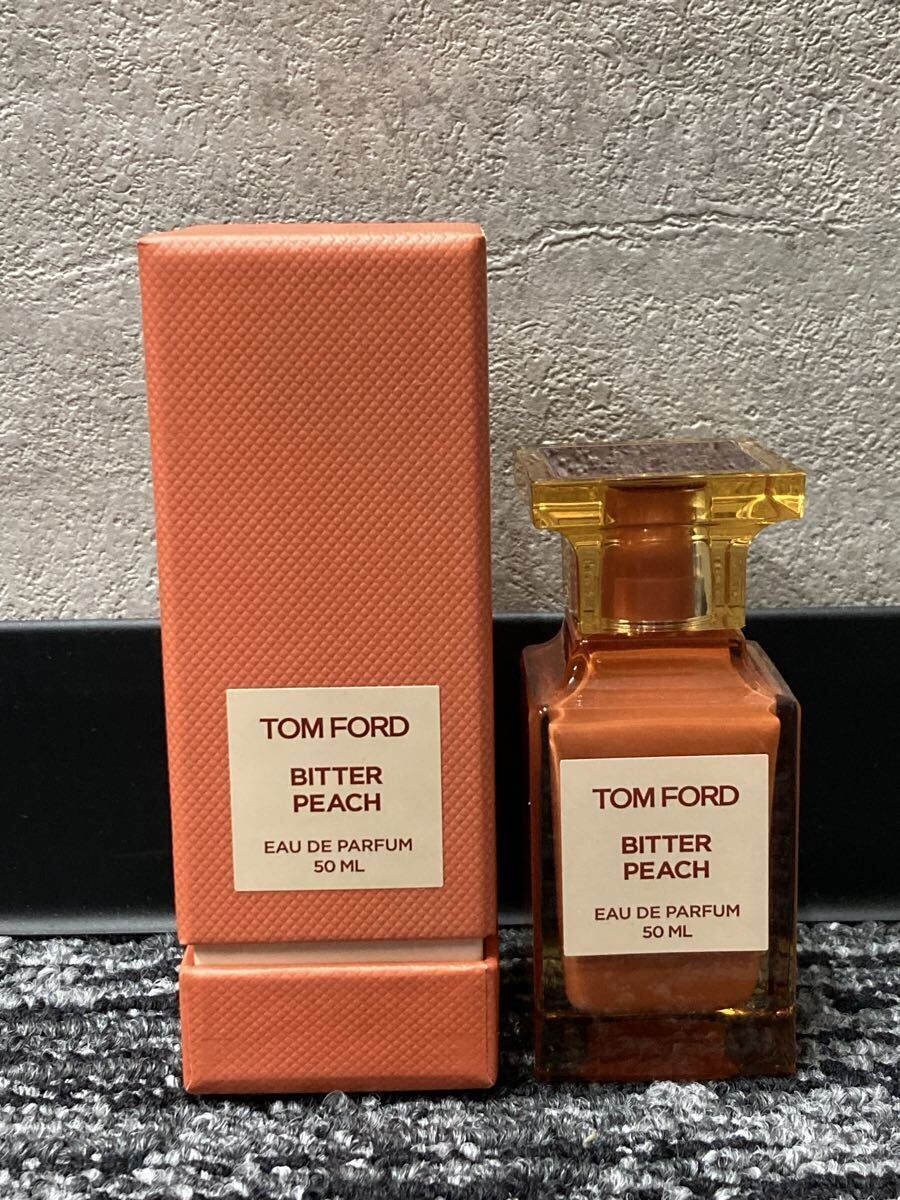 TOM FORD
BITTER
PEACH
EAU DE PARFUM
50 ML
TOM FORD
BITTER
PEACH
EAU DE PARFUM
50 ML